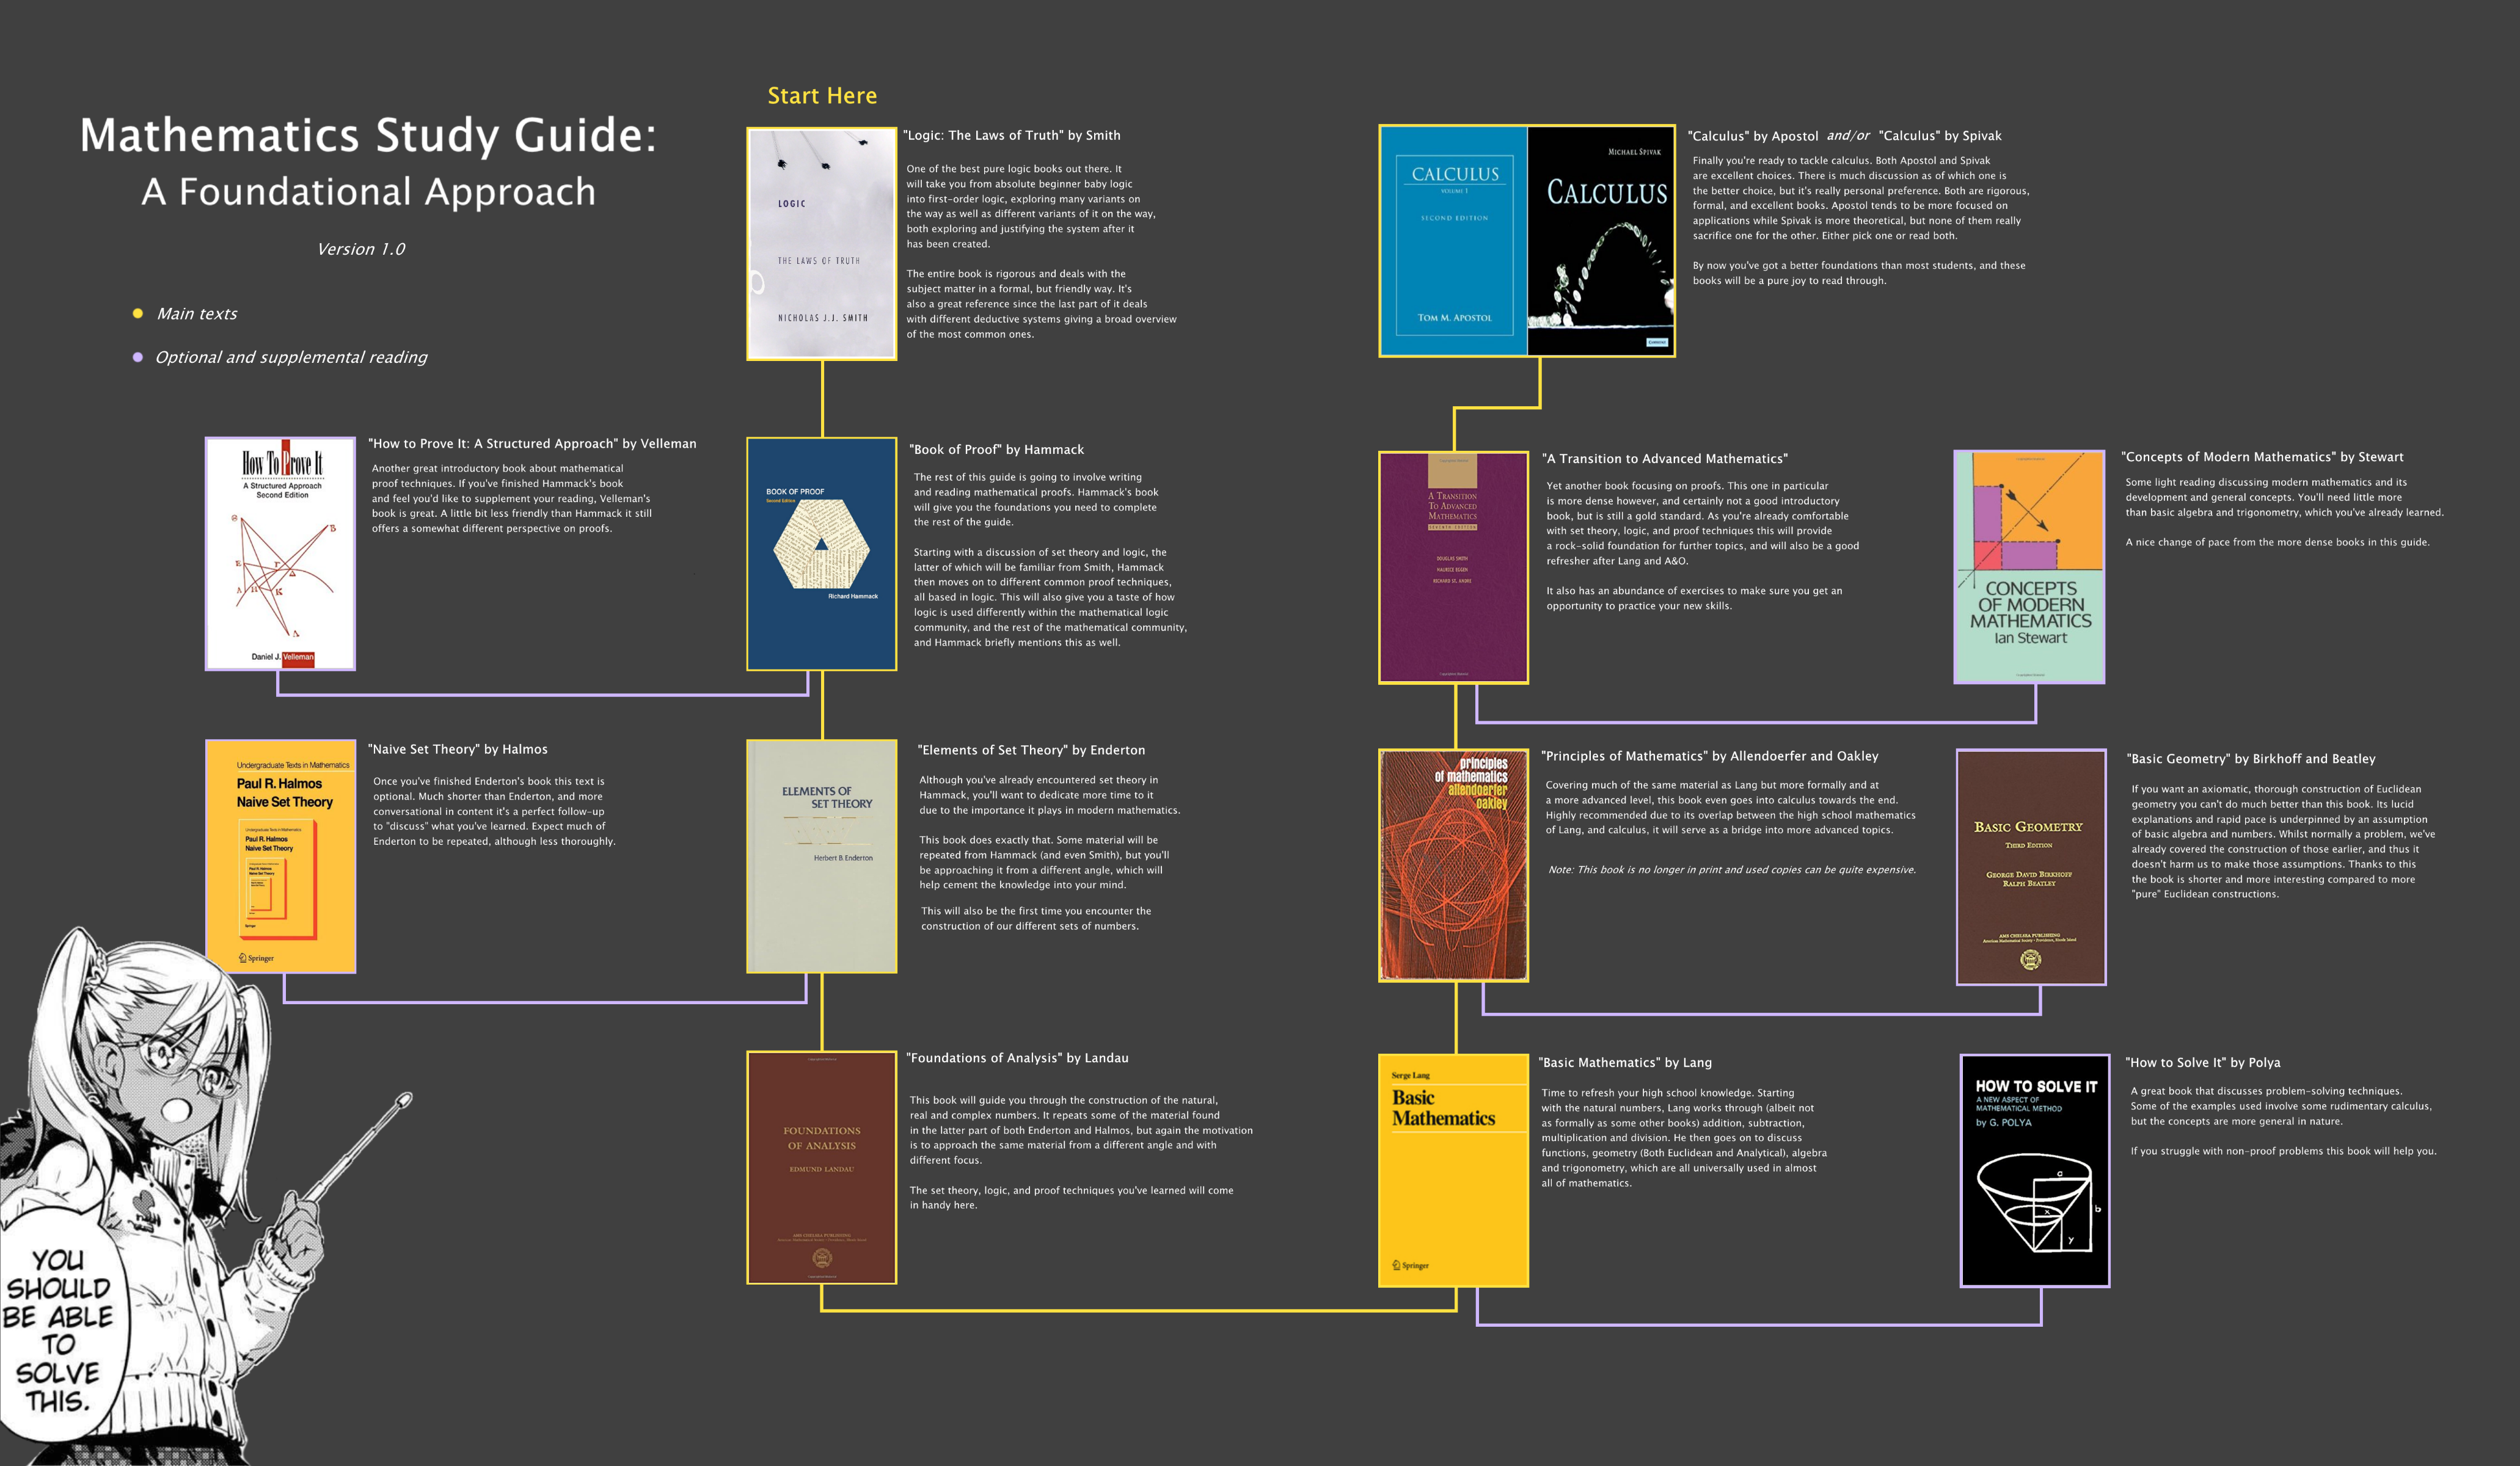 Mathematics Study Guide:
A Foundational Approach
Version 1.0
Main texts
Optional and supplemental reading
Start Here
LOGIC
THE LAWS OF TRUTH
NICHOLAS J.J. SMITH
"Logic: The Laws of Truth" by Smith
One of the best pure logic books out there. It
will take you from absolute beginner baby logic
into first-order logic, exploring many variants on
the way as well as different variants of it on the way,
both exploring and justifying the system after it
has been created.
The entire book is rigorous and deals with the
subject matter in a formal, but friendly way. It's
also a great reference since the last part of it deals
with different deductive systems giving a broad overview
of the most common ones.
How To Prove It
A Structured Approach
Second Edition
Daniel J. Velleman
"How to Prove It: A Structured Approach" by Velleman
Another great introductory book about mathematical
proof techniques. If you've finished Hammack's book
and feel you'd like to supplement your reading, Velleman's
book is great. A little bit less friendly than Hammack it still
offers a somewhat different perspective on proofs.
BOOK OF PROOF
Second Edition
Richard Hammack
"Book of Proof" by Hammack
The rest of this guide is going to involve writing
and reading mathematical proofs. Hammack's book
will give you the foundations you need to complete
the rest of the guide.
Starting with a discussion of set theory and logic, the
latter of which will be familiar from Smith, Hammack
then moves on to different common proof techniques,
all based in logic. This will also give you a taste of how
logic is used differently within the mathematical logic
community, and the rest of the mathematical community,
and Hammack briefly mentions this as well.
Undergraduate Texts in Mathematics
Paul R. Halmos
Naive Set Theory
Undergraduate Texts in Mathematics
Paul R. Halmos
Naive Set Theory
Springer
Springer
"Naive Set Theory" by Halmos
Once you've finished Enderton's book this text is
optional. Much shorter than Enderton, and more
conversational in content it's a perfect follow-up
to "discuss" what you've learned. Expect much of
Enderton to be repeated, although less thoroughly.
ELEMENTS OF
SET THEORY
Herbert B. Enderton
"Elements of Set Theory" by Enderton
Although you've already encountered set theory in
Hammack, you'll want to dedicate more time to it
due to the importance it plays in modern mathematics.
This book does exactly that. Some material will be
repeated from Hammack (and even Smith), but you'll
be approaching it from a different angle, which will
help cement the knowledge into your mind.
This will also be the first time you encounter the
construction of our different sets of numbers.
FOUNDATIONS
OF ANALYSIS
EDMUND LANDAU
AMS CHELSEA PUBLISHING
"Foundations of Analysis" by Landau
This book will guide you through the construction of the natural,
real and complex numbers. It repeats some of the material found
in the latter part of both Enderton and Halmos, but again the motivation
is to approach the same material from a different angle and with
different focus.
The set theory, logic, and proof techniques you've learned will come
in handy here.
YOU
SHOULD
BE ABLE
TO
SOLVE
THIS.
CALCULUS
VOLUME I
SECOND EDITION
TOM M. APOSTOL
MICHAEL SPIVAK
CALCULUS
"Calculus" by Apostol and/or "Calculus" by Spivak
Finally you're ready to tackle calculus. Both Apostol and Spivak
are excellent choices. There is much discussion as of which one is
the better choice, but it's really personal preference. Both are rigorous,
formal, and excellent books. Apostol tends to be more focused on
applications while Spivak is more theoretical, but none of them really
sacrifice one for the other. Either pick one or read both.
By now you've got a better foundations than most students, and these
books will be a pure joy to read through.
A TRANSITION
TO ADVANCED
MATHEMATICS
SEVENTH EDITION
DOUGLAS SMITH
MAURICE EGGEN
RICHARD ST. ANDRE
"A Transition to Advanced Mathematics"
Yet another book focusing on proofs. This one in particular
is more dense however, and certainly not a good introductory
book, but is still a gold standard. As you're already comfortable
with set theory, logic, and proof techniques this will provide
a rock-solid foundation for further topics, and will also be a good
refresher after Lang and A&O.
It also has an abundance of exercises to make sure you get an
opportunity to practice your new skills.
CONCEPTS
OF MODERN
MATHEMATICS
Ian Stewart
"Concepts of Modern Mathematics" by Stewart
Some light reading discussing modern mathematics and its
development and general concepts. You'll need little more
than basic algebra and trigonometry, which you've already learned.
A nice change of pace from the more dense books in this guide.
principles
of mathematics
allendoerfer
oakley
"Principles of Mathematics" by Allendoerfer and Oakley
Covering much of the same material as Lang but more formally and at
a more advanced level, this book even goes into calculus towards the end.
Highly recommended due to its overlap between the high school mathematics
of Lang, and calculus, it will serve as a bridge into more advanced topics.
Note: This book is no longer in print and used copies can be quite expensive.
BASIC GEOMETRY
THIRD EDITION
GEORGE DAVID BIRKHOFF
RALPH BEATLEY
AMS CHELSEA PUBLISHING
American Mathematical Society • Providence, Rhode Island
"Basic Geometry" by Birkhoff and Beatley
If you want an axiomatic, thorough construction of Euclidean
geometry you can't do much better than this book. Its lucid
explanations and rapid pace is underpinned by an assumption
of basic algebra and numbers. Whilst normally a problem, we've
already covered the construction of those earlier, and thus it
doesn't harm us to make those assumptions. Thanks to this
the book is shorter and more interesting compared to more
"pure" Euclidean constructions.
Serge Lang
Basic
Mathematics
Springer
"Basic Mathematics" by Lang
Time to refresh your high school knowledge. Starting
with the natural numbers, Lang works through (albeit not
as formally as some other books) addition, subtraction,
multiplication and division. He then goes on to discuss
functions, geometry (Both Euclidean and Analytical), algebra
and trigonometry, which are all universally used in almost
all of mathematics.
HOW TO SOLVE IT
A NEW ASPECT OF
MATHEMATICAL METHOD
by G. POLYA
a
x
b
y
"How to Solve It" by Polya
A great book that discusses problem-solving techniques.
Some of the examples used involve some rudimentary calculus,
but the concepts are more general in nature.
If you struggle with non-proof problems this book will help you.